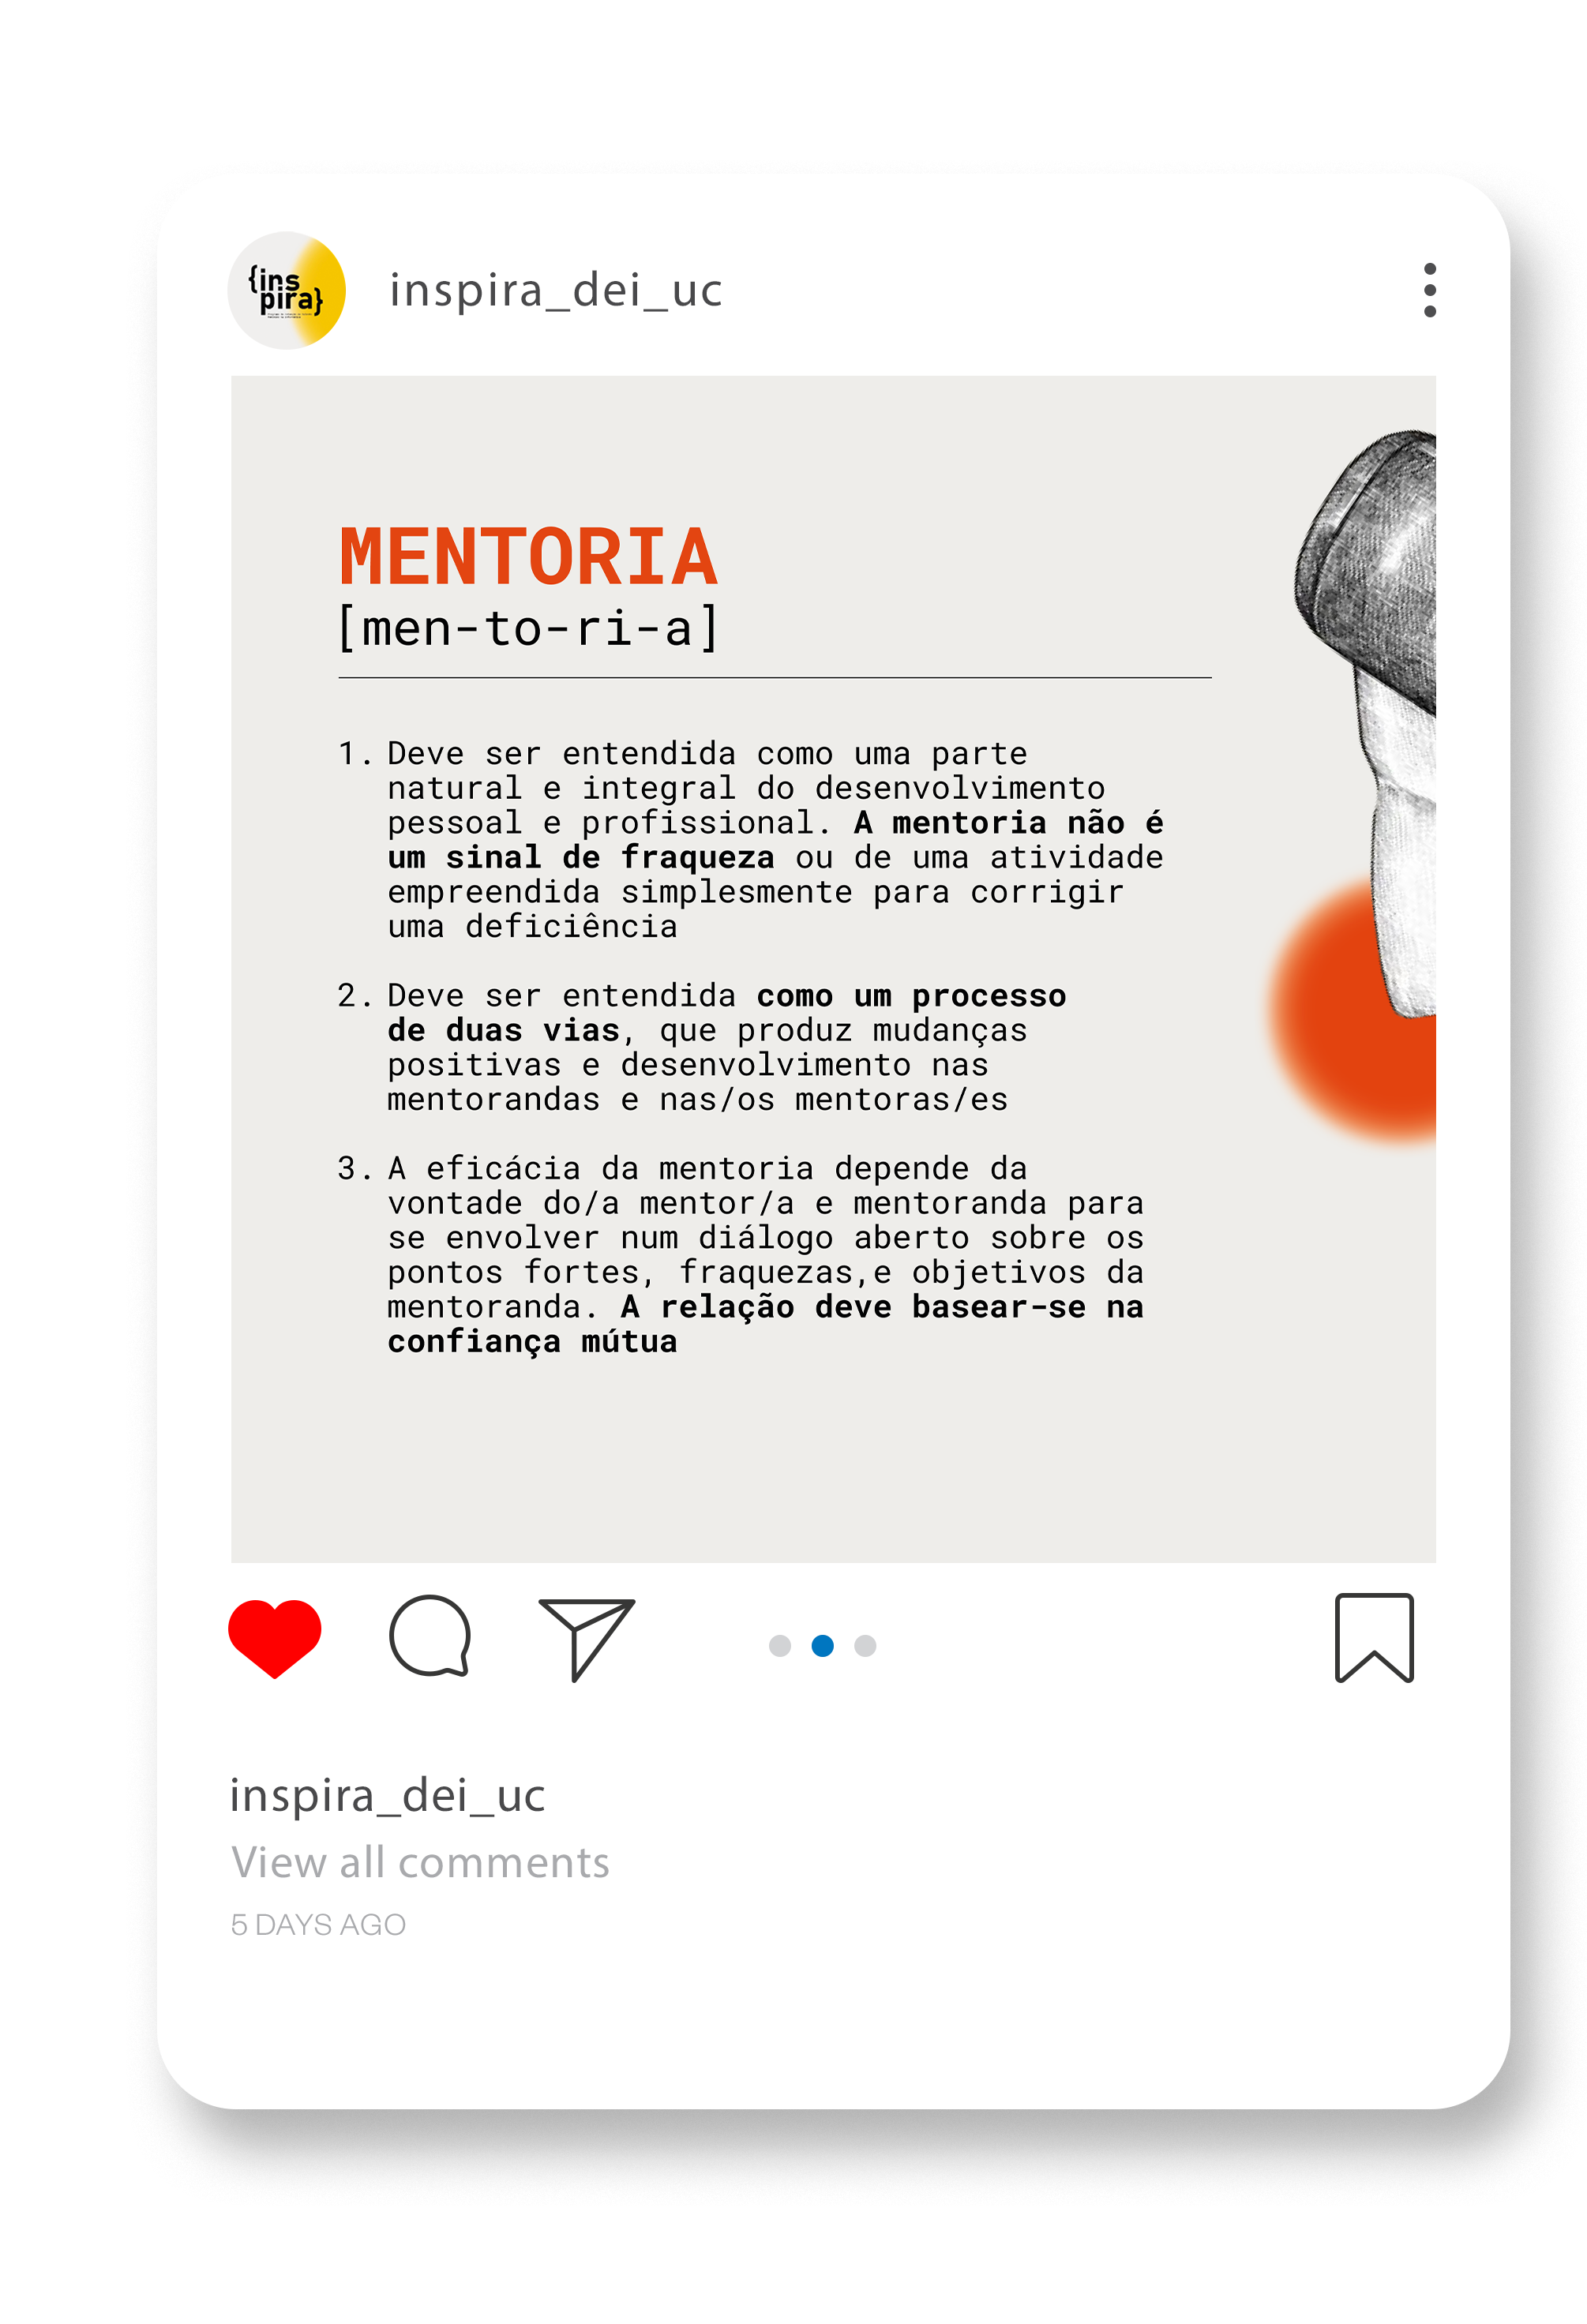 {ins
pira}
inspira_dei_uc
MENTORIA
[men-to-ri-a]
1. Deve ser entendida como uma parte
natural e integral do desenvolvimento
pessoal e profissional. A mentoria não é
um sinal de fraqueza ou de uma atividade
empreendida simplesmente para corrigir
uma deficiência
2. Deve ser entendida como um processo
de duas vias, que produz mudanças
positivas e desenvolvimento nas
mentorandas e nas/os mentoras/es
3. A eficácia da mentoria depende da
vontade do/a mentor/a e mentoranda para
se envolver num diálogo aberto sobre os
pontos fortes, fraquezas,e objetivos da
mentoranda. A relação deve basear-se na
confiança mútua
inspira_dei_uc
View all comments
5 DAYS AGO